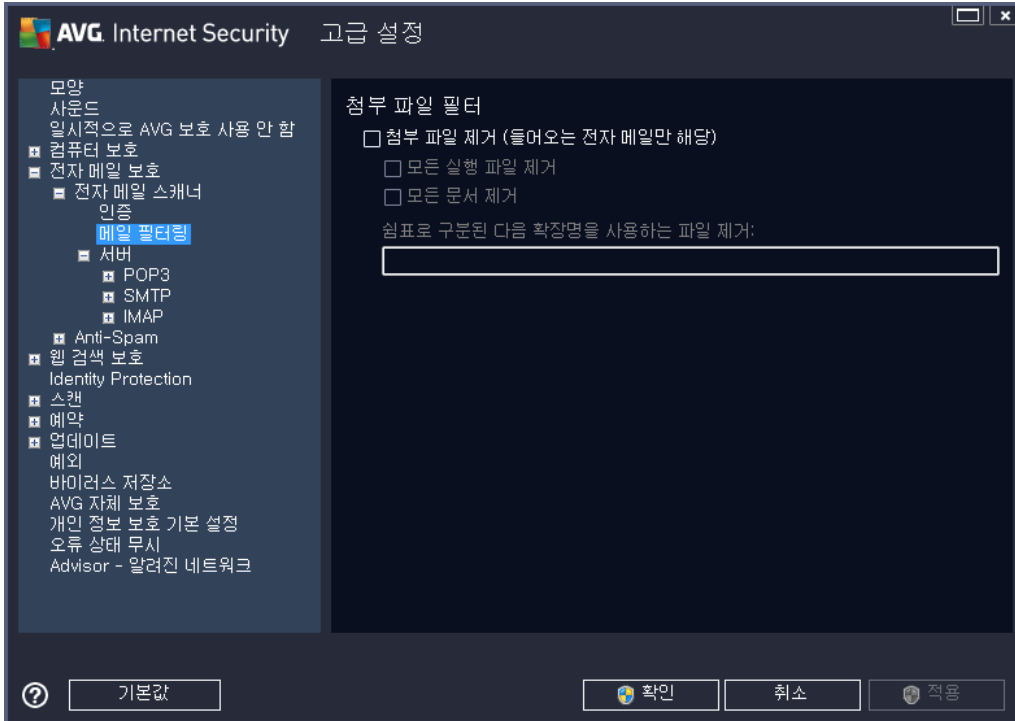 AVG. Internet Security 고급 설정
모양
사운드
일시적으로 AVG 보호 사용 안 함
컴퓨터 보호
전자 메일 보호
전자 메일 스캐너
인증
메일 필터링
서버
POP3
SMTP
IMAP
Anti-Spam
웹 검색 보호
Identity Protection
스캔
예약
업데이트
예외
바이러스 저장소
AVG 자체 보호
개인 정보 보호 기본 설정
오류 상태 무시
Advisor - 알려진 네트워크
첨부 파일 필터
첨부 파일 제거 (들어오는 전자 메일만 해당)
모든 실행 파일 제거
모든 문서 제거
쉼표로 구분된 다음 확장명을 사용하는 파일 제거:
기본값
확인
취소
적용